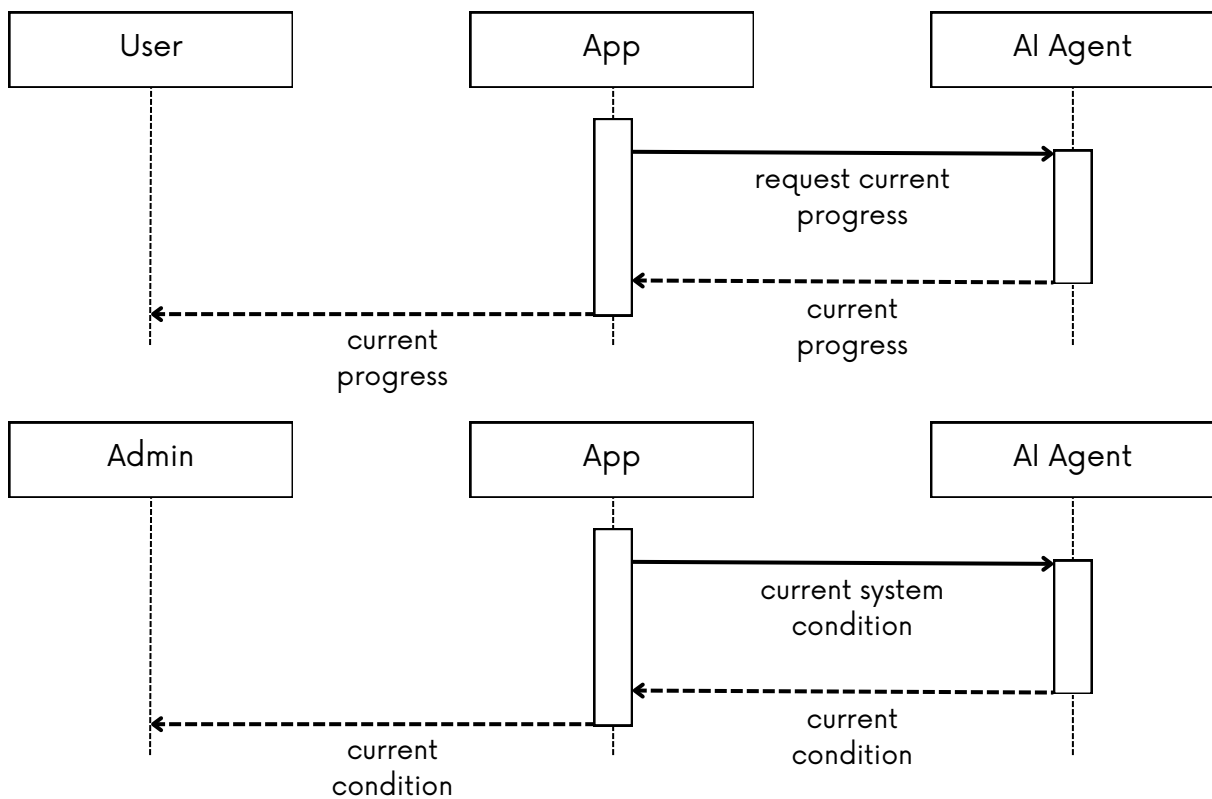 User
App
AI Agent
request current
progress
current
progress
current
progress
Admin
App
AI Agent
current system
condition
current
condition
current
condition